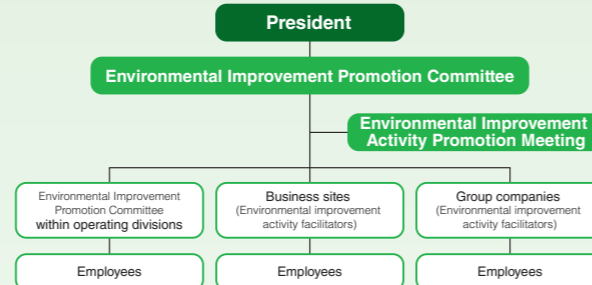 President
Environmental Improvement Promotion Committee
Environmental Improvement
Activity Promotion Meeting
Environmental Improvement
Promotion Committee
within operating divisions
Business sites
(Environmental improvement
activity facilitators)
Group companies
(Environmental improvement
activity facilitators)
Employees
Employees
Employees